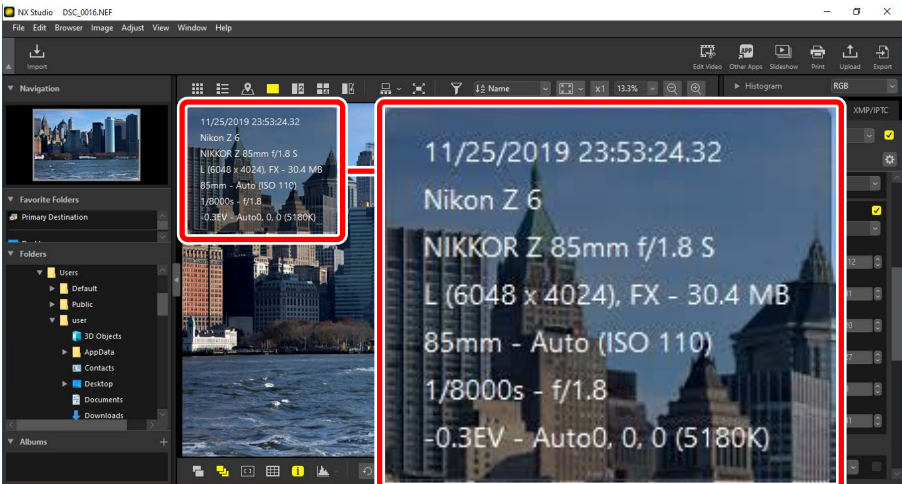 NX Studio DSC_0016.NEF
File Edit Browser Image Adjust View Window Help
Import
Edit Video Other Apps Slideshow Print Upload Export
APP
Navigation
Name x1 13.3%
Histogram RGB
XMP/IPTC
11/25/2019 23:53:24.32
Nikon Z 6
NIKKOR Z 85mm f/1.8 S
L (6048 x 4024), FX - 30.4 MB
85mm - Auto (ISO 110)
1/8000s - f/1.8
-0.3EV - Auto0, 0, 0 (5180K)
11/25/2019 23:53:24.32
Nikon Z 6
NIKKOR Z 85mm f/1.8 S
L (6048 x 4024), FX - 30.4 MB
85mm - Auto (ISO 110)
1/8000s - f/1.8
-0.3EV - Auto0, 0, 0 (5180K)
Favorite Folders
Primary Destination
Folders
Users
Default
Public
user
3D Objects
AppData
Contacts
Desktop
Documents
Downloads
Albums